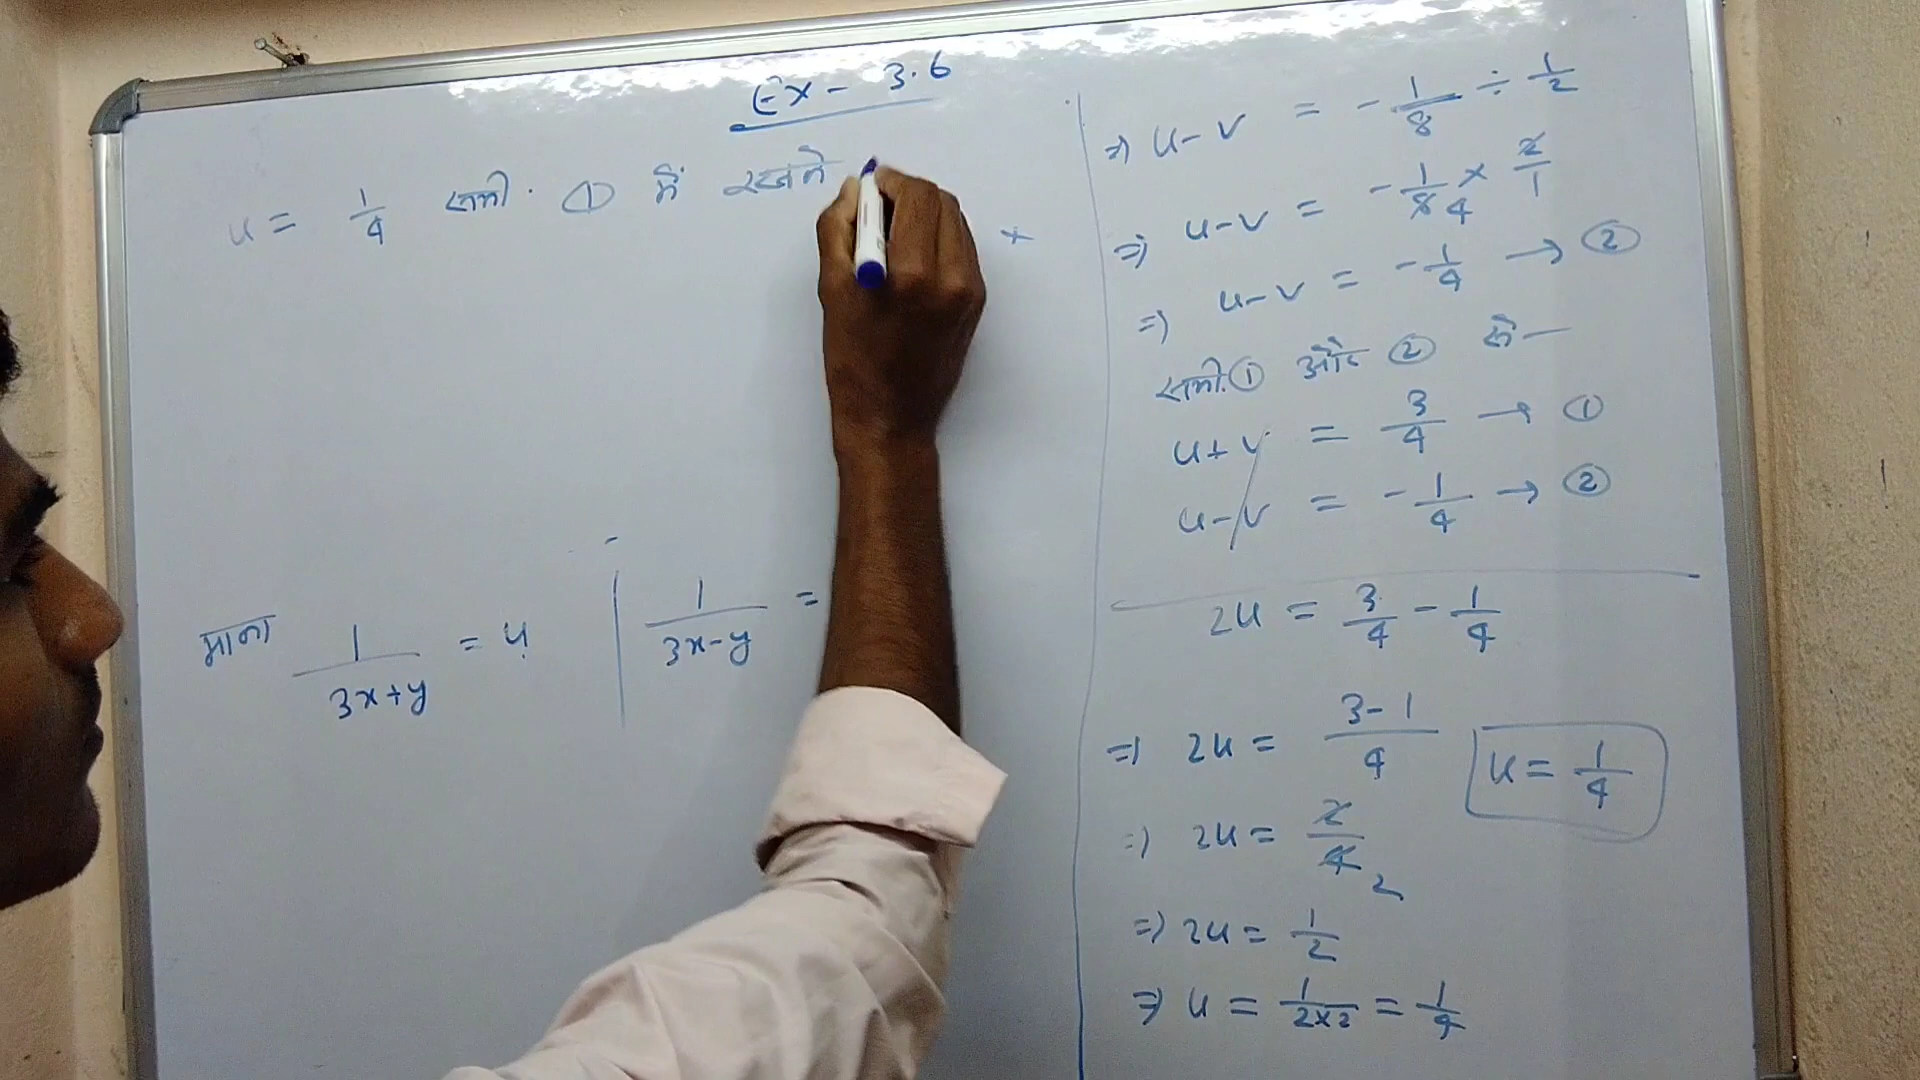 Ex - 3.6
u = 1/4 समी. ① में रखने
माना 1/(3x+y) = u | 1/(3x-y) =
⇒ u - v = - 1/8 ÷ 1/2
⇒ u - v = - 1/8 4 × 2/1
⇒ u - v = - 1/4 → ②
समी. ① और ② से —
u + v = 3/4 → ①
u - v = - 1/4 → ②
2u = 3/4 - 1/4
⇒ 2u = (3-1)/4
u = 1/4
⇒ 2u = 2/4 2
⇒ 2u = 1/2
⇒ u = 1/(2×2) = 1/4